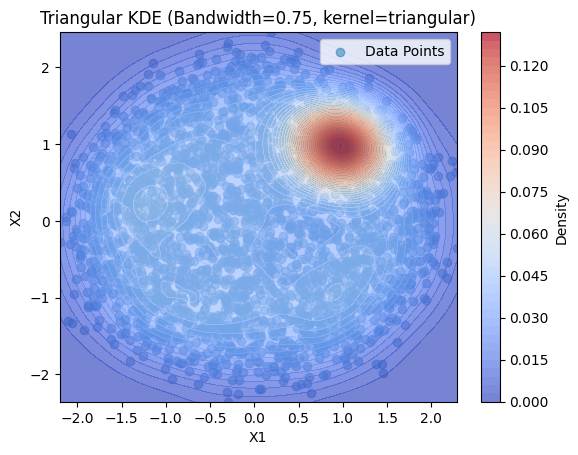 Triangular KDE (Bandwidth=0.75, kernel=triangular)
Data Points
2
1
0
−1
−2
X2
−2.0 −1.5 −1.0 −0.5 0.0 0.5 1.0 1.5 2.0
X1
0.120
0.105
0.090
0.075
0.060
0.045
0.030
0.015
0.000
Density